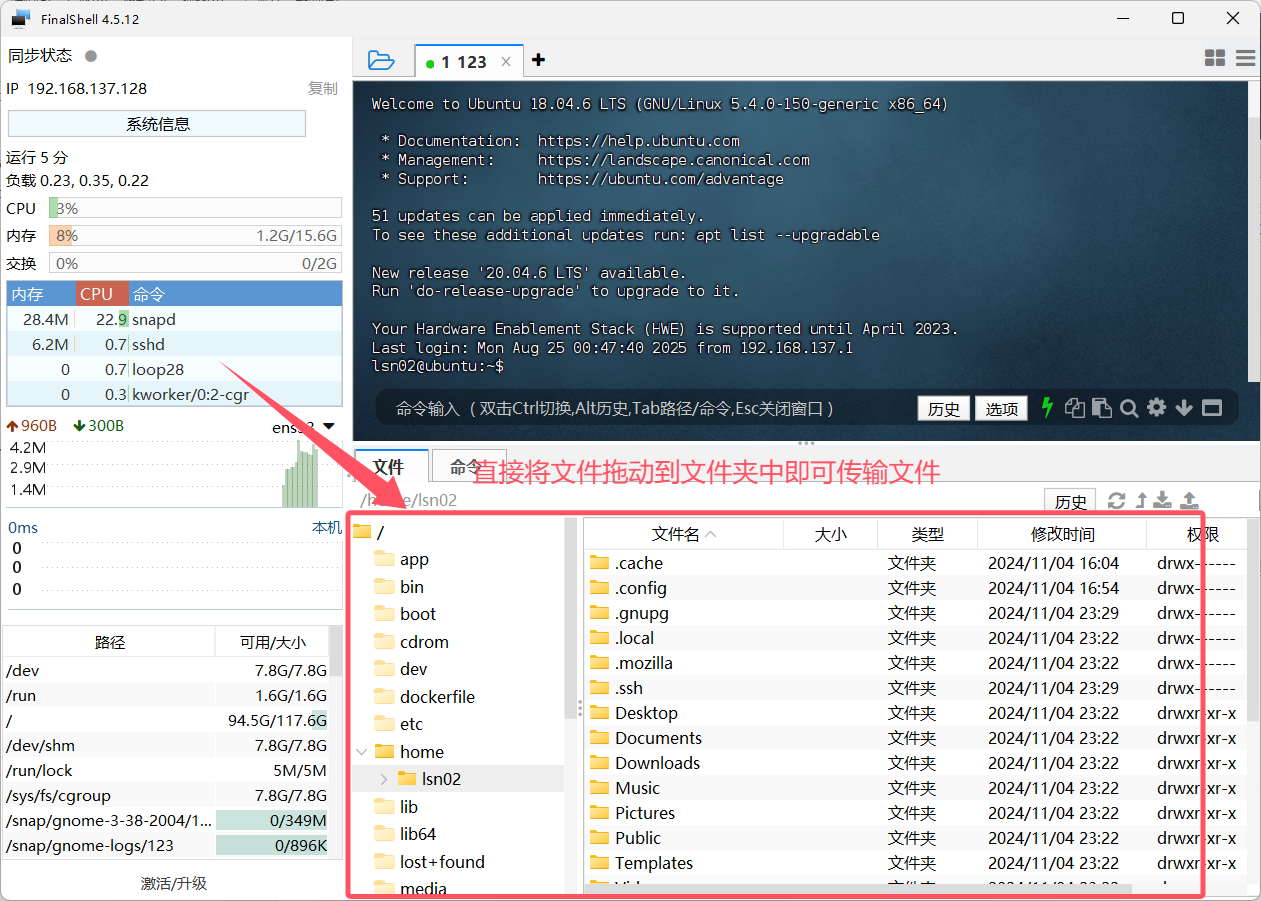 FinalShell 4.5.12
同步状态
IP 192.168.137.128 复制
系统信息
运行 5 分
负载 0.23, 0.35, 0.22
CPU 3%
内存 8% 1.2G/15.6G
交换 0% 0/2G
内存 CPU 命令
28.4M 22.9 snapd
6.2M 0.7 sshd
0 0.7 loop28
0 0.3 kworker/0:2-cgr
960B 300B
4.2M
2.9M
1.4M
0ms 本机
0
0
0
路径 可用/大小
/dev 7.8G/7.8G
/run 1.6G/1.6G
/ 94.5G/117.6G
/dev/shm 7.8G/7.8G
/run/lock 5M/5M
/sys/fs/cgroup 7.8G/7.8G
/snap/gnome-3-38-2004/1... 0/349M
/snap/gnome-logs/123 0/896K
激活/升级
1 123
Welcome to Ubuntu 18.04.6 LTS (GNU/Linux 5.4.0-150-generic x86_64)
* Documentation: https://help.ubuntu.com
* Management: https://landscape.canonical.com
* Support: https://ubuntu.com/advantage
51 updates can be applied immediately.
To see these additional updates run: apt list --upgradable
New release '20.04.6 LTS' available.
Run 'do-release-upgrade' to upgrade to it.
Your Hardware Enablement Stack (HWE) is supported until April 2023.
Last login: Mon Aug 25 00:47:40 2025 from 192.168.137.1
lsn02@ubuntu:~$
命令输入 (双击Ctrl切换,Alt历史,Tab路径/命令,Esc关闭窗口) 历史 选项
文件 命令
直接将文件拖动到文件夹中即可传输文件
历史
/
app
bin
boot
cdrom
dev
dockerfile
etc
home
lsn02
lib
lib64
lost+found
media
文件名 大小 类型 修改时间 权限
.cache 文件夹 2024/11/04 16:04 drwx------
.config 文件夹 2024/11/04 16:54 drwx------
.gnupg 文件夹 2024/11/04 23:29 drwx------
.local 文件夹 2024/11/04 23:22 drwx------
.mozilla 文件夹 2024/11/04 23:22 drwx------
.ssh 文件夹 2024/11/04 23:29 drwx------
Desktop 文件夹 2024/11/04 23:22 drwxr-xr-x
Documents 文件夹 2024/11/04 23:22 drwxr-xr-x
Downloads 文件夹 2024/11/04 23:22 drwxr-xr-x
Music 文件夹 2024/11/04 23:22 drwxr-xr-x
Pictures 文件夹 2024/11/04 23:22 drwxr-xr-x
Public 文件夹 2024/11/04 23:22 drwxr-xr-x
Templates 文件夹 2024/11/04 23:22 drwxr-xr-x